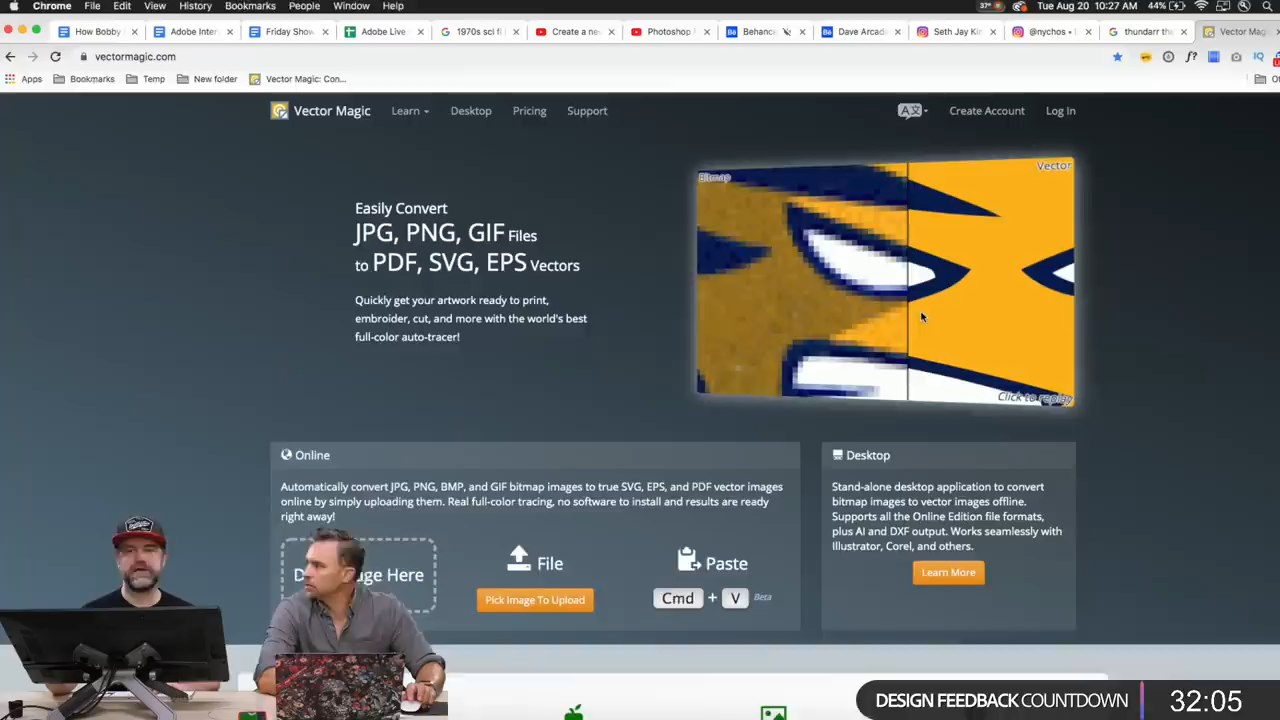 Chrome File Edit View History Bookmarks People Window Help 37° Tue Aug 20 10:27 AM 44%
How Bobby Adobe Inter Friday Show Adobe Live 1970s sci fi Create a ne Photoshop Behance Dave Arcad Seth Jay Ki @nychos • thundarr the Vector Mag
vectormagic.com
Apps Bookmarks Temp New folder Vector Magic: Con...
Vector Magic Learn Desktop Pricing Support Create Account Log In
Bitmap
Vector
Easily Convert
JPG, PNG, GIF Files
to PDF, SVG, EPS Vectors
Quickly get your artwork ready to print,
embroider, cut, and more with the world's best
full-color auto-tracer!
Click to replay
Online
Automatically convert JPG, PNG, BMP, and GIF bitmap images to true SVG, EPS, and PDF vector images
online by simply uploading them. Real full-color tracing, no software to install and results are ready
right away!
Here
File
Pick Image To Upload
Paste
Cmd + V Beta
Desktop
Stand-alone desktop application to convert
bitmap images to vector images offline.
Supports all the Online Edition file formats,
plus AI and DXF output. Works seamlessly with
Illustrator, Corel, and others.
Learn More
DESIGN FEEDBACK COUNTDOWN 32:05